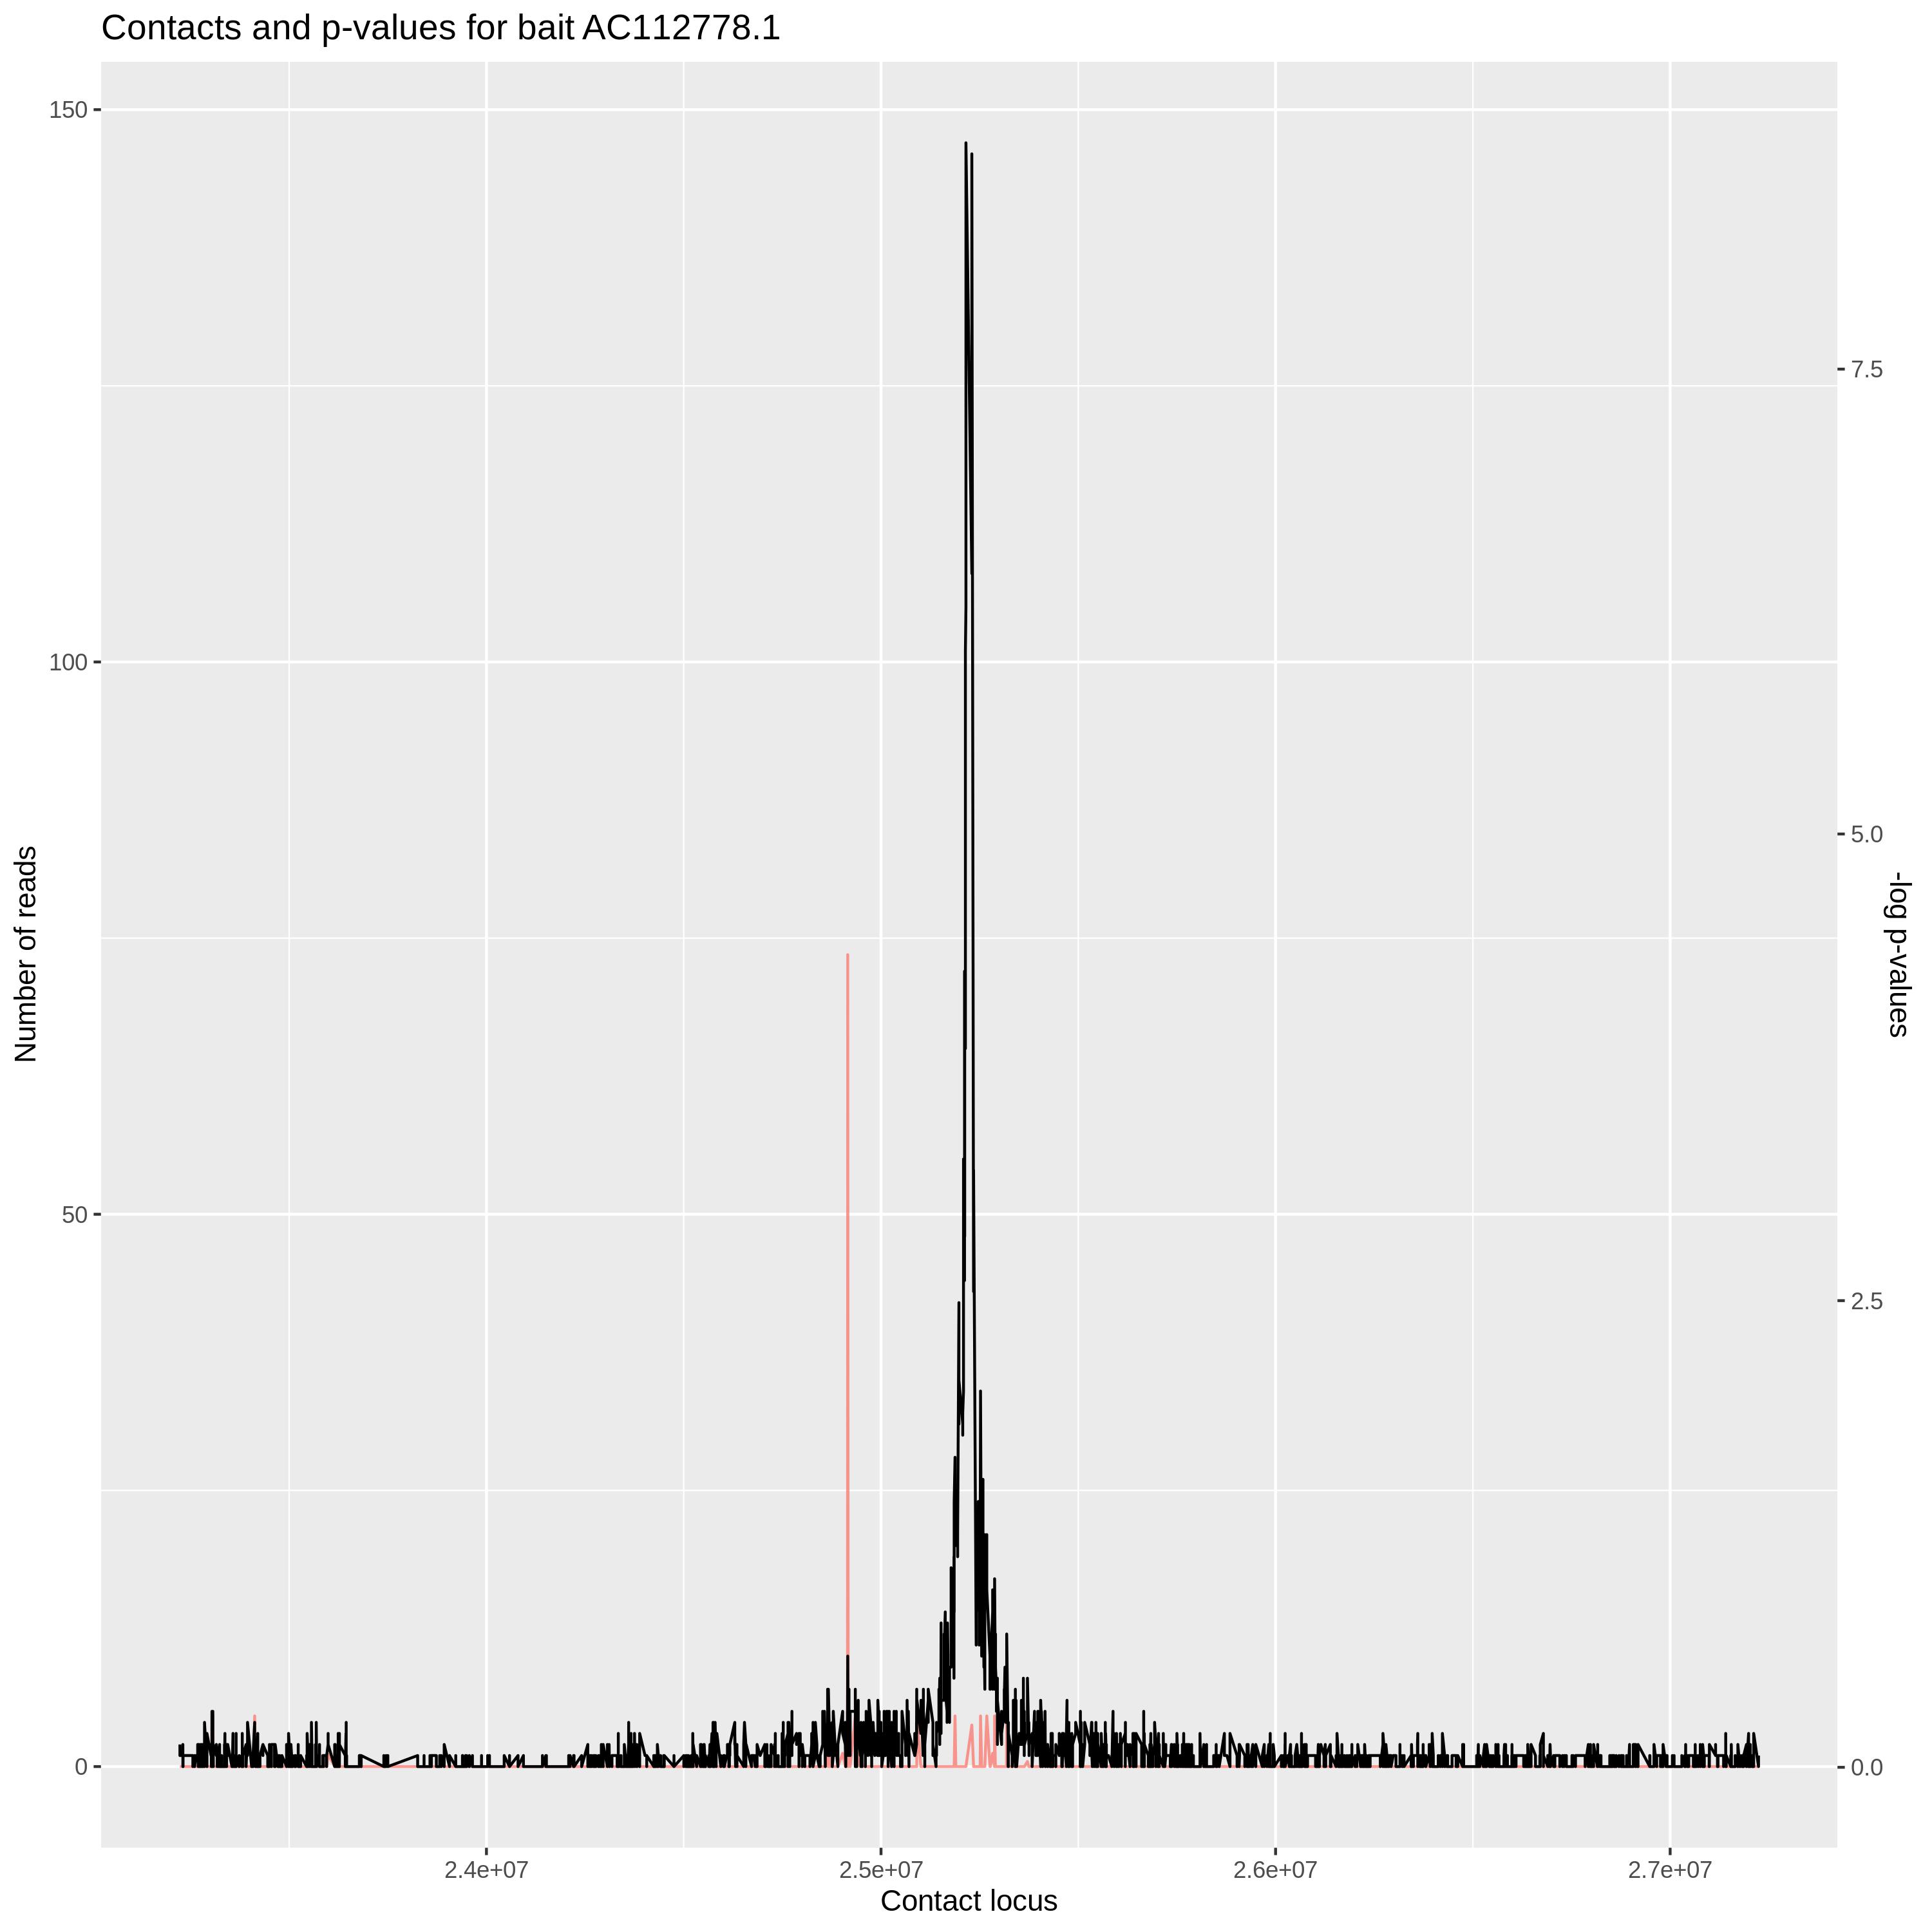 Contacts and p-values for bait AC112778.1
150
100
50
0
Number of reads
7.5
5.0
2.5
0.0
-log p-values
2.4e+07
2.5e+07
2.6e+07
2.7e+07
Contact locus